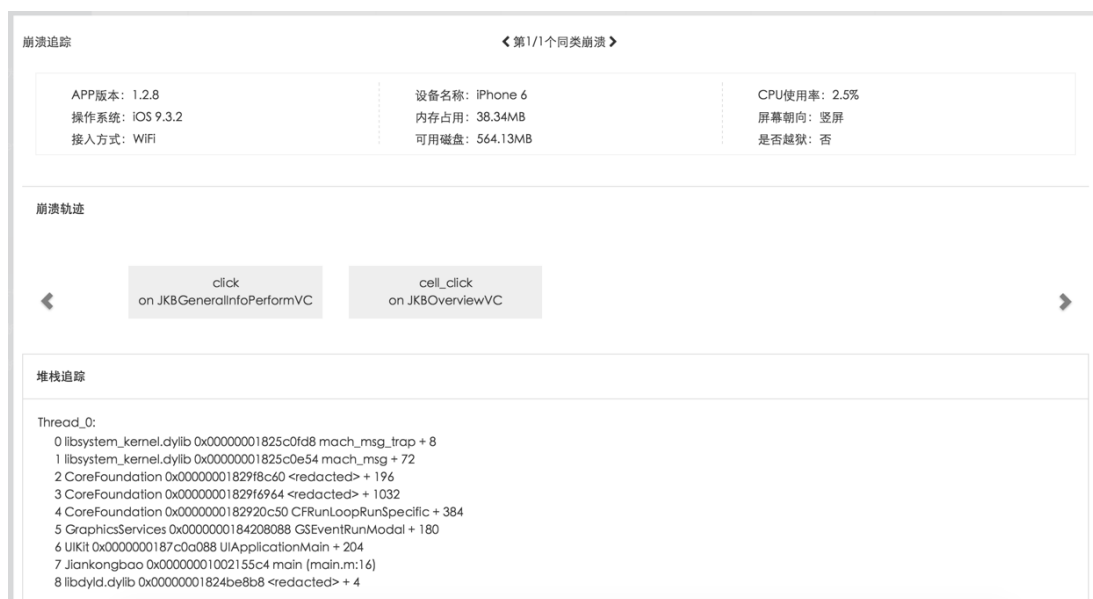 崩溃追踪
第1/1个同类崩溃
APP版本：1.2.8
设备名称：iPhone 6
CPU使用率：2.5%
操作系统：iOS 9.3.2
内存占用：38.34MB
屏幕朝向：竖屏
接入方式：WiFi
可用磁盘：564.13MB
是否越狱：否
崩溃轨迹
click
on JKBGeneralInfoPerformVC
cell_click
on JKBOverviewVC
堆栈追踪
Thread_0:
0 libsystem_kernel.dylib 0x00000001825c0fd8 mach_msg_trap + 8
1 libsystem_kernel.dylib 0x00000001825c0e54 mach_msg + 72
2 CoreFoundation 0x00000001829f8c60 <redacted> + 196
3 CoreFoundation 0x00000001829f6964 <redacted> + 1032
4 CoreFoundation 0x0000000182920c50 CFRunLoopRunSpecific + 384
5 GraphicsServices 0x0000000184208088 GSEventRunModal + 180
6 UIKit 0x0000000187c0a088 UIApplicationMain + 204
7 Jiankongbao 0x00000001002155c4 main (main.m:16)
8 libdyld.dylib 0x00000001824be8b8 <redacted> + 4